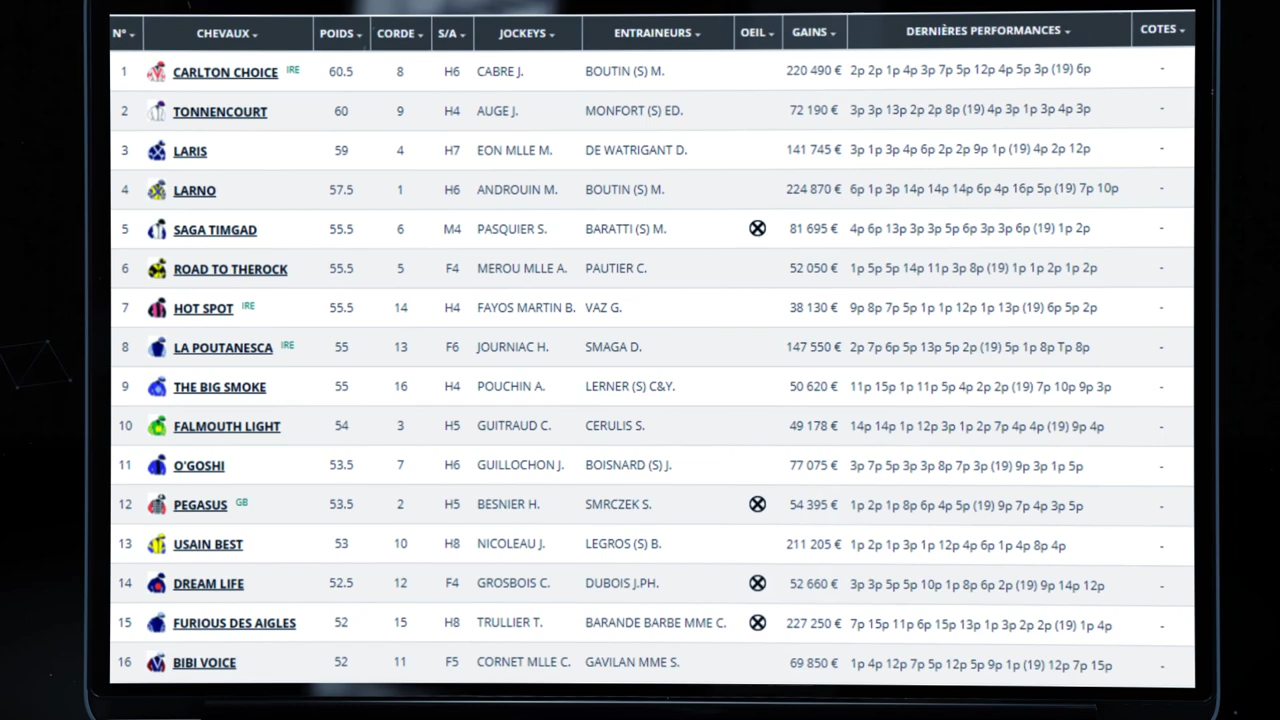 N° CHEVAUX POIDS CORDE S/A JOCKEYS ENTRAINEURS OEIL GAINS DERNIÈRES PERFORMANCES COTES
1 CARLTON CHOICE IRE 60.5 8 H6 CABRE J. BOUTIN (S) M. 220 490 € 2p 2p 1p 4p 3p 7p 5p 12p 4p 5p 3p (19) 6p -
2 TONNENCOURT 60 9 H4 AUGE J. MONFORT (S) ED. 72 190 € 3p 3p 13p 2p 2p 8p (19) 4p 3p 1p 3p 4p 3p -
3 LARIS 59 4 H7 EON MLLE M. DE WATRIGANT D. 141 745 € 3p 1p 3p 4p 6p 2p 2p 9p 1p (19) 4p 2p 12p -
4 LARNO 57.5 1 H6 ANDROUIN M. BOUTIN (S) M. 224 870 € 6p 1p 3p 14p 14p 14p 6p 4p 16p 5p (19) 7p 10p -
5 SAGA TIMGAD 55.5 6 M4 PASQUIER S. BARATTI (S) M. 81 695 € 4p 6p 13p 3p 3p 5p 6p 3p 3p 6p (19) 1p 2p -
6 ROAD TO THEROCK 55.5 5 F4 MEROU MLLE A. PAUTIER C. 52 050 € 1p 5p 5p 14p 11p 3p 8p (19) 1p 1p 2p 1p 2p -
7 HOT SPOT IRE 55.5 14 H4 FAYOS MARTIN B. VAZ G. 38 130 € 9p 8p 7p 5p 1p 1p 12p 1p 13p (19) 6p 5p 2p -
8 LA POUTANESCA IRE 55 13 F6 JOURNIAC H. SMAGA D. 147 550 € 2p 7p 6p 5p 13p 5p 2p (19) 5p 1p 8p Tp 8p -
9 THE BIG SMOKE 55 16 H4 POUCHIN A. LERNER (S) C&Y. 50 620 € 11p 15p 1p 11p 5p 4p 2p 2p (19) 7p 10p 9p 3p -
10 FALMOUTH LIGHT 54 3 H5 GUITRAUD C. CERULIS S. 49 178 € 14p 14p 1p 12p 3p 1p 2p 7p 4p 4p (19) 9p 4p -
11 O'GOSHI 53.5 7 H6 GUILLOCHON J. BOISNARD (S) J. 77 075 € 3p 7p 5p 3p 3p 8p 7p 3p (19) 9p 3p 1p 5p -
12 PEGASUS GB 53.5 2 H5 BESNIER H. SMRCZEK S. 54 395 € 1p 2p 1p 8p 6p 4p 5p (19) 9p 7p 4p 3p 5p -
13 USAIN BEST 53 10 H8 NICOLEAU J. LEGROS (S) B. 211 205 € 1p 2p 1p 3p 1p 12p 4p 6p 1p 4p 8p 4p -
14 DREAM LIFE 52.5 12 F4 GROSBOIS C. DUBOIS J.PH. 52 660 € 3p 3p 5p 5p 10p 1p 8p 6p 2p (19) 9p 14p 12p -
15 FURIOUS DES AIGLES 52 15 H8 TRULLIER T. BARANDE BARBE MME C. 227 250 € 7p 15p 11p 6p 15p 13p 1p 3p 2p 2p (19) 1p 4p -
16 BIBI VOICE 52 11 F5 CORNET MLLE C. GAVILAN MME S. 69 850 € 1p 4p 12p 7p 5p 12p 5p 9p 1p (19) 12p 7p 15p -